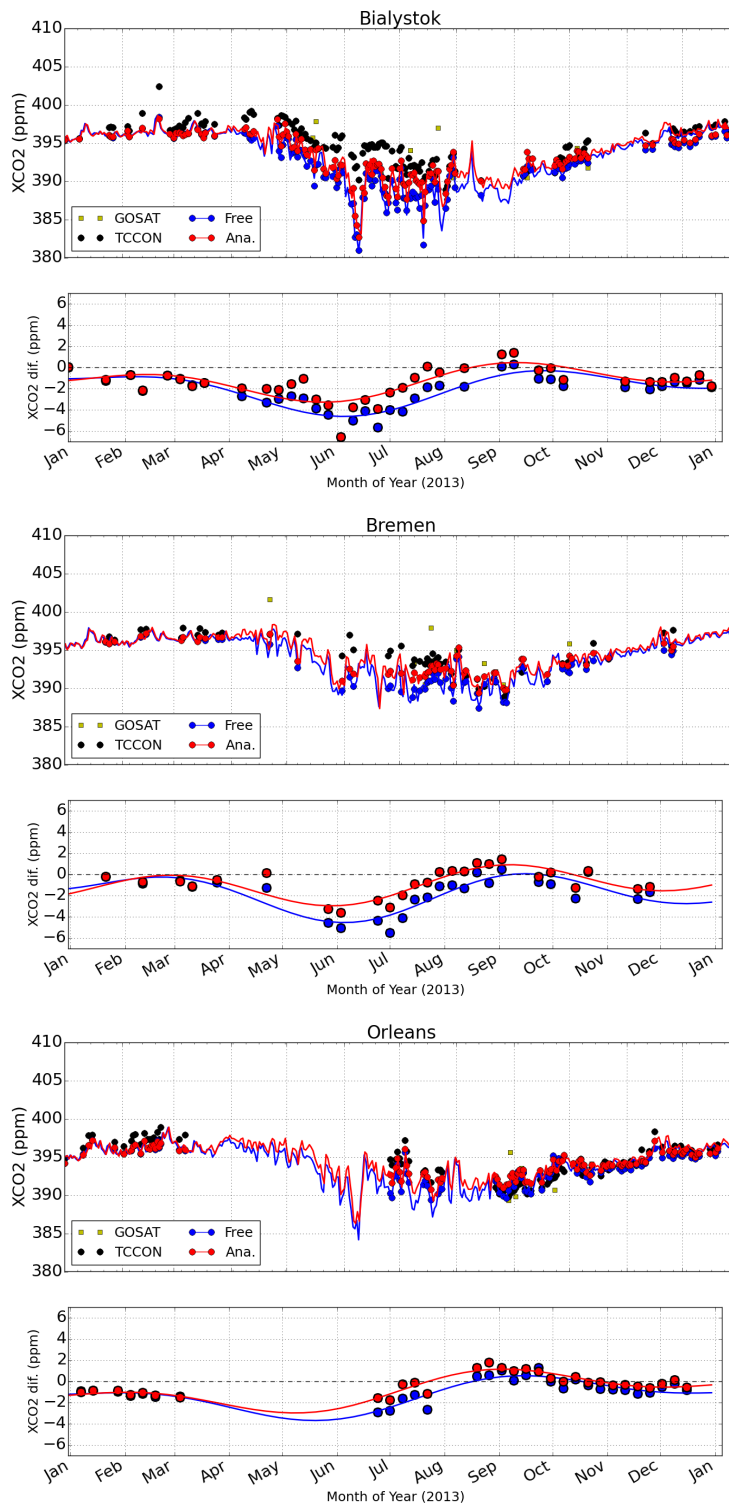 Bialystok
410
405
400
395
390
385
380
XCO2 (ppm)
GOSAT Free
TCCON Ana.
6
4
2
0
−2
−4
−6
XCO2 dif. (ppm)
Jan Feb Mar Apr May Jun Jul Aug Sep Oct Nov Dec Jan
Month of Year (2013)
Bremen
410
405
400
395
390
385
380
XCO2 (ppm)
GOSAT Free
TCCON Ana.
6
4
2
0
−2
−4
−6
XCO2 dif. (ppm)
Jan Feb Mar Apr May Jun Jul Aug Sep Oct Nov Dec Jan
Month of Year (2013)
Orleans
410
405
400
395
390
385
380
XCO2 (ppm)
GOSAT Free
TCCON Ana.
6
4
2
0
−2
−4
−6
XCO2 dif. (ppm)
Jan Feb Mar Apr May Jun Jul Aug Sep Oct Nov Dec Jan
Month of Year (2013)